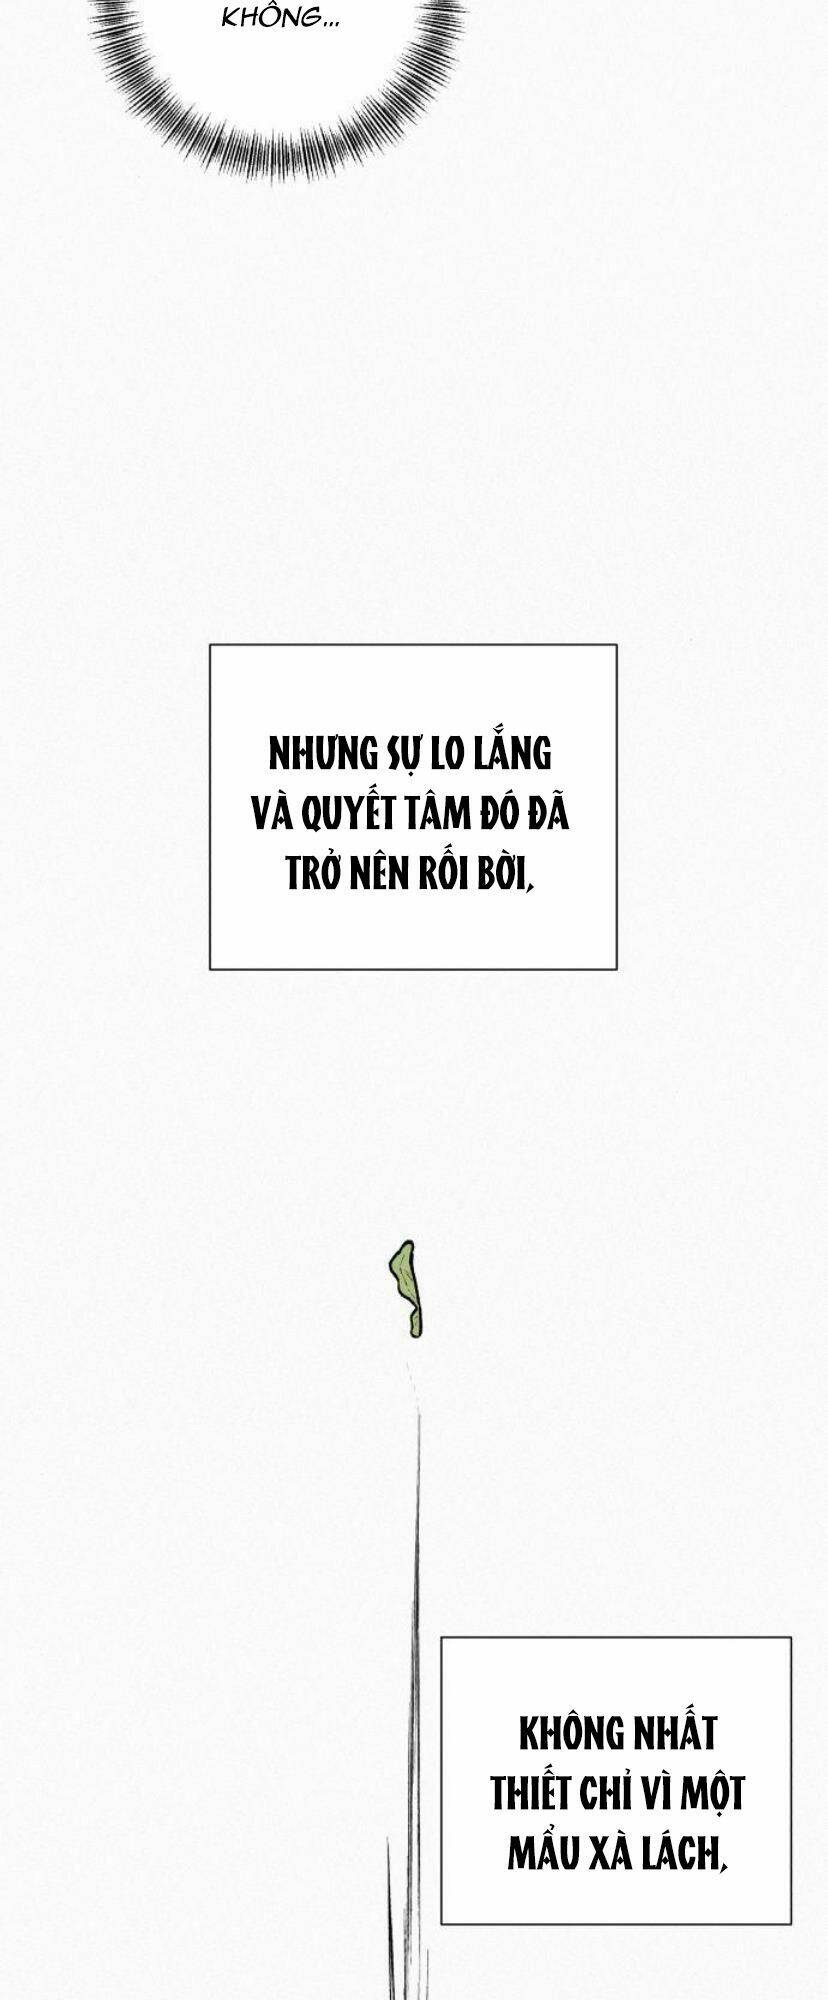 KHÔNG...
NHƯNG SỰ LO LẮNG
VÀ QUYẾT TÂM ĐÓ ĐÃ
TRỞ NÊN RỐI BỜI,
KHÔNG NHẤT
THIẾT CHỈ VÌ MỘT
MẨU XÀ LÁCH,